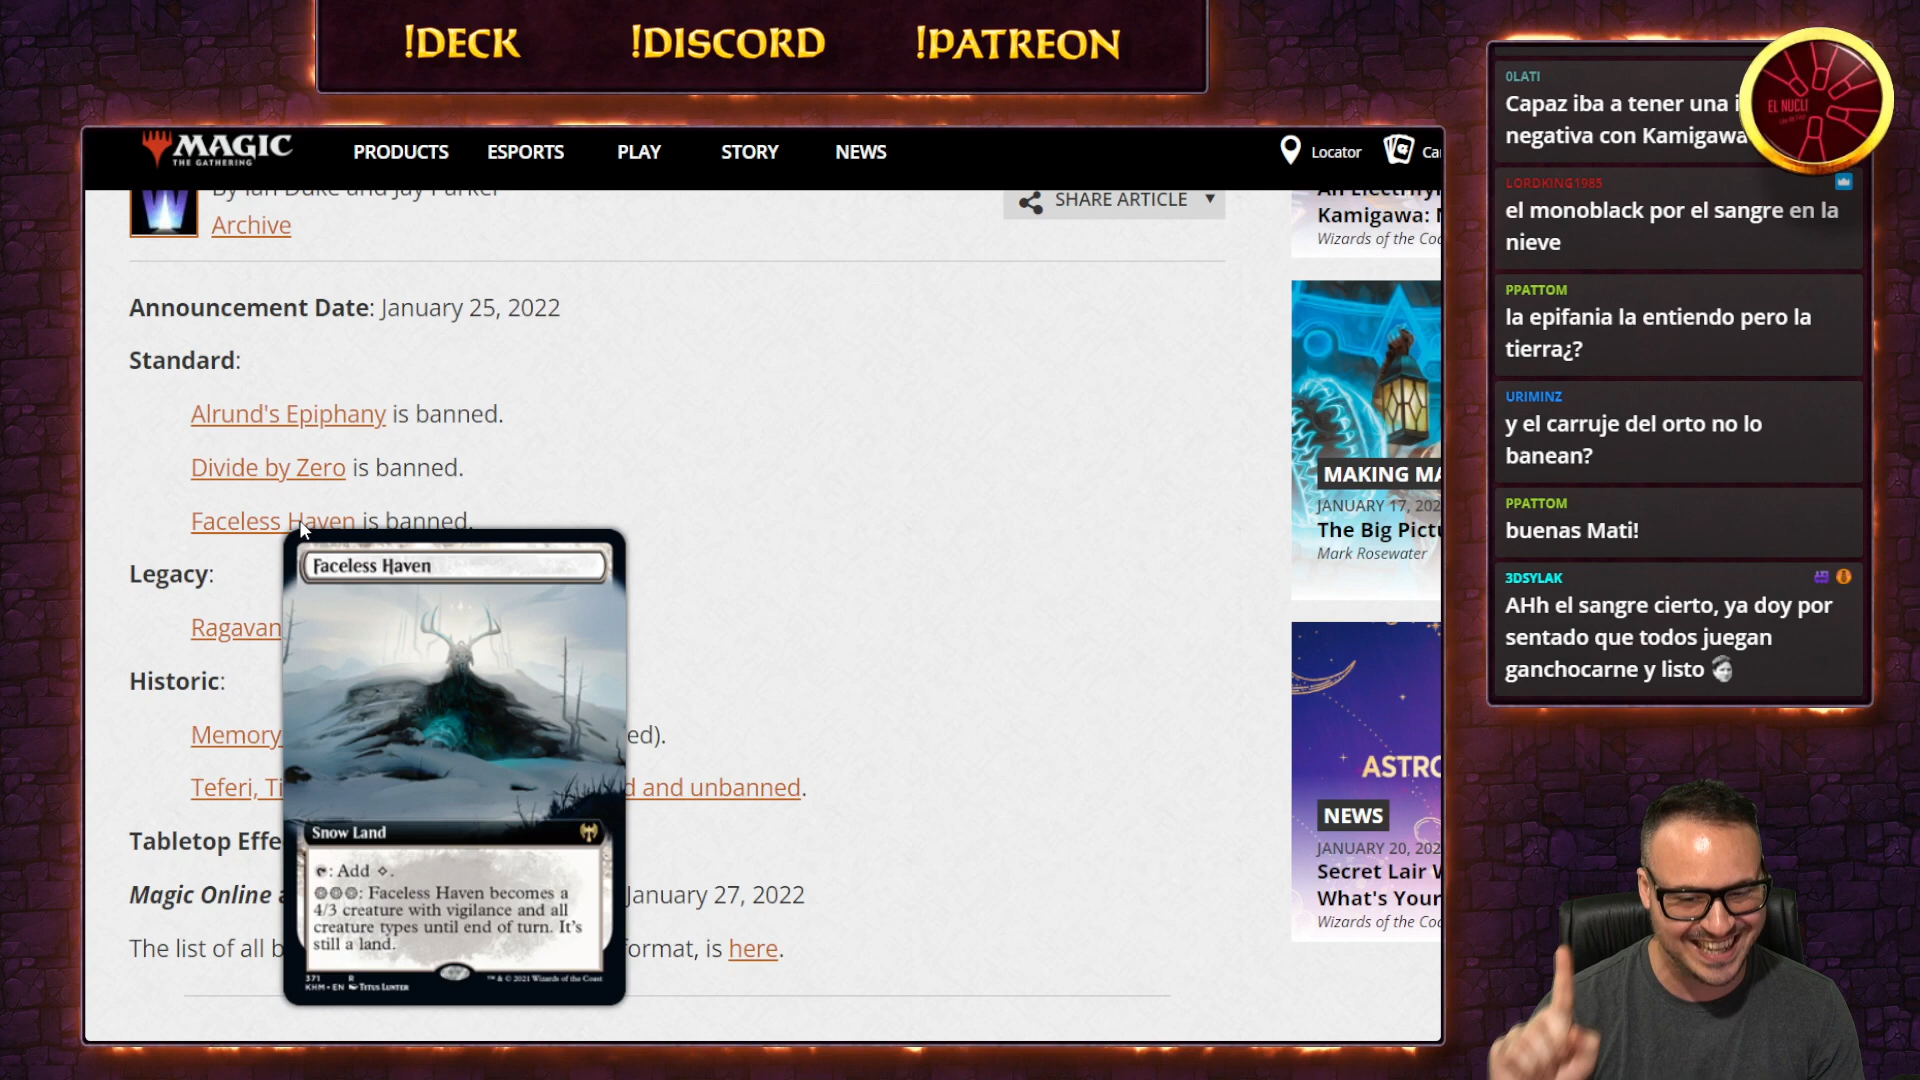 !DECK
!DISCORD
!PATREON
MAGIC
THE GATHERING
PRODUCTS
ESPORTS
PLAY
STORY
NEWS
Locator
Ca
By Ian Duke and Jay Parker
Archive
SHARE ARTICLE
Announcement Date: January 25, 2022
Standard:
Alrund's Epiphany is banned.
Divide by Zero is banned.
Faceless Haven is banned.
Legacy:
Ragavan
Historic:
Memory
ed).
Teferi, Ti
d and unbanned.
Tabletop Effe
Magic Online
January 27, 2022
The list of all b
format, is here.
Faceless Haven
Snow Land
: Add
: Faceless Haven becomes a
4/3 creature with vigilance and all
creature types until end of turn. It's
still a land.
371 R
KHM • EN Titus Lunter
™ & © 2021 Wizards of the Coast
Kamigawa:
Wizards of the Coa
MAKING MA
JANUARY 17, 202
The Big Pictu
Mark Rosewater
ASTRO
NEWS
JANUARY 20, 202
Secret Lair
What's Your
Wizards of the Coa
EL NUCLI
0LATI
Capaz iba a tener una i
negativa con Kamigawa
LORDKING1985
el monoblack por el sangre en la
nieve
PPATTOM
la epifania la entiendo pero la
tierra¿?
URIMINZ
y el carruje del orto no lo
banean?
PPATTOM
buenas Mati!
3DSYLAK
AHh el sangre cierto, ya doy por
sentado que todos juegan
ganchocarne y listo